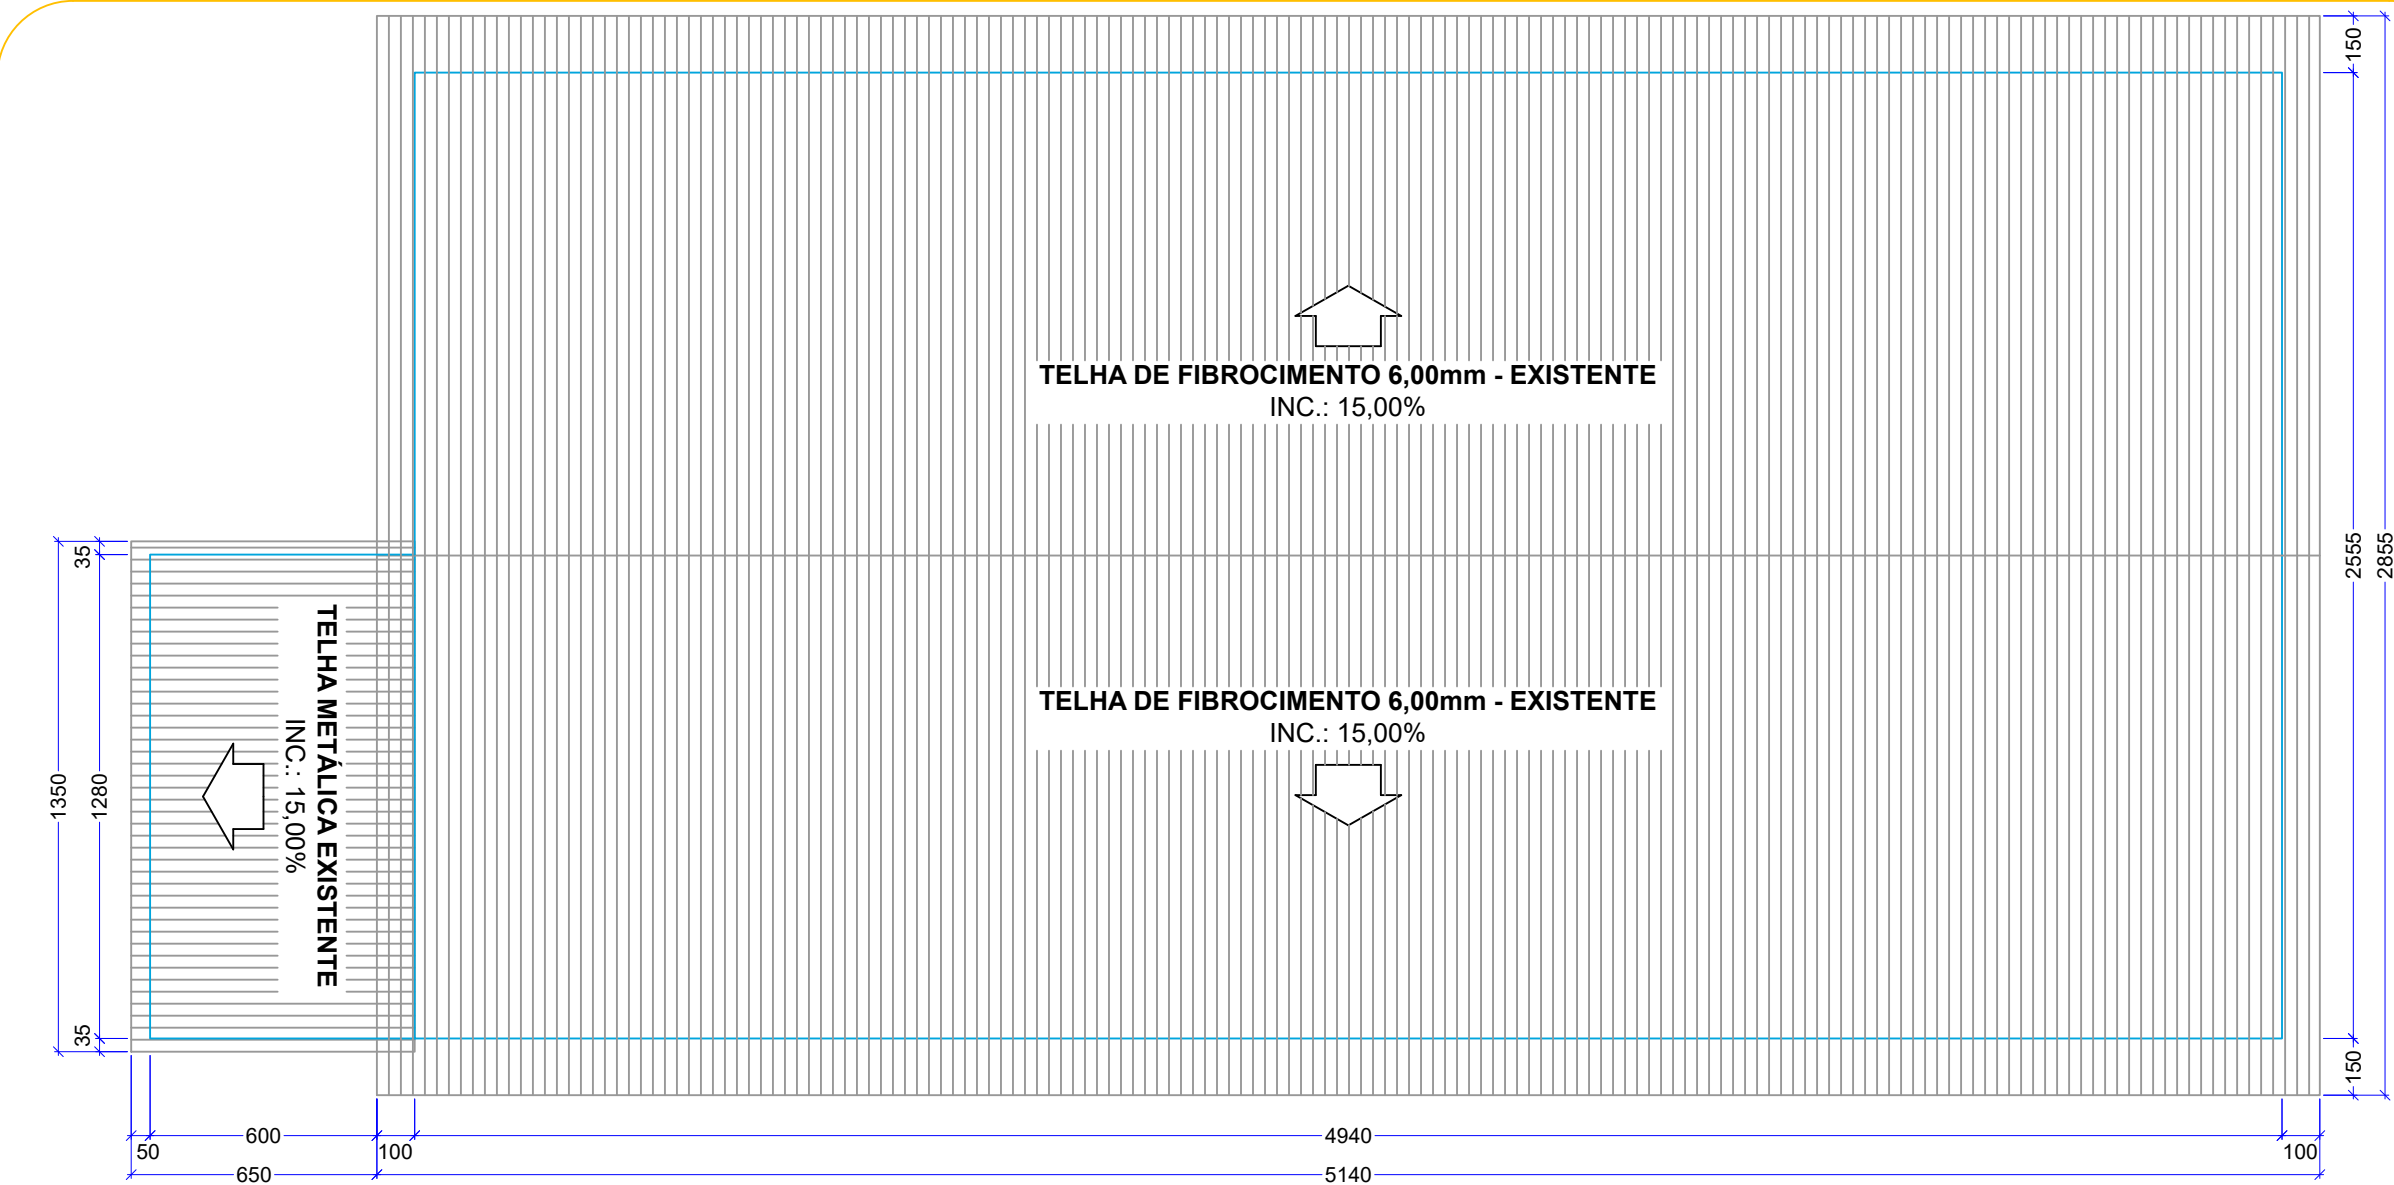 150
TELHA DE FIBROCIMENTO 6,00mm - EXISTENTE
INC.: 15,00%
2555
2855
35
TELHA METÁLICA EXISTENTE
INC.: 15,00%
TELHA DE FIBROCIMENTO 6,00mm - EXISTENTE
INC.: 15,00%
1350
1280
35
150
600
4940
50
100
100
650
5140